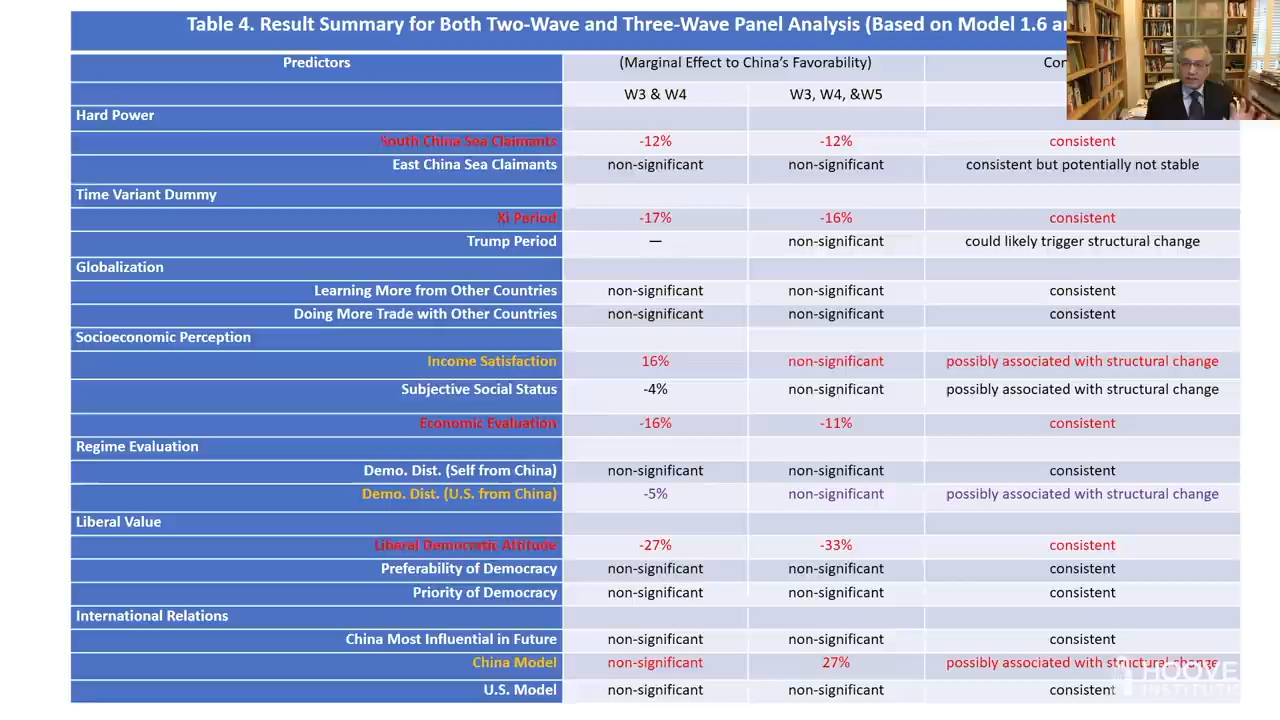 Table 4. Result Summary for Both Two-Wave and Three-Wave Panel Analysis (Based on Model 1.6
Predictors (Marginal Effect to China's Favorability)
W3 & W4 W3, W4, &W5
Hard Power
South China Sea Claimants -12% -12% consistent
East China Sea Claimants non-significant non-significant consistent but potentially not stable
Time Variant Dummy
Xi Period -17% -16% consistent
Trump Period — non-significant could likely trigger structural change
Globalization
Learning More from Other Countries non-significant non-significant consistent
Doing More Trade with Other Countries non-significant non-significant consistent
Socioeconomic Perception
Income Satisfaction 16% non-significant possibly associated with structural change
Subjective Social Status -4% non-significant possibly associated with structural change
Economic Evaluation -16% -11% consistent
Regime Evaluation
Demo. Dist. (Self from China) non-significant non-significant consistent
Demo. Dist. (U.S. from China) -5% non-significant possibly associated with structural change
Liberal Value
Liberal Democratic Attitude -27% -33% consistent
Preferability of Democracy non-significant non-significant consistent
Priority of Democracy non-significant non-significant consistent
International Relations
China Most Influential in Future non-significant non-significant consistent
China Model non-significant 27% possibly associated with structural change
U.S. Model non-significant non-significant consistent